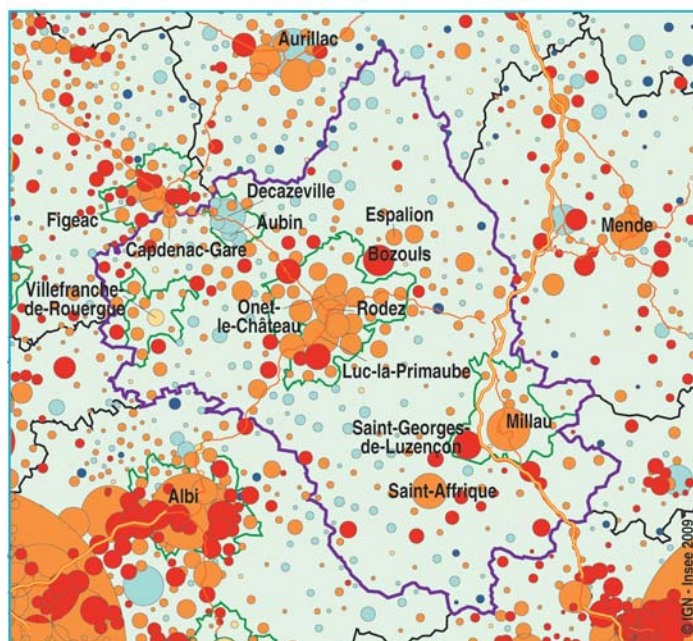 Aurillac
Decazeville
Figeac
Aubin
Espalion
Mende
Capdenac-Gare
Bozouls
Villefranche-
de-Rouergue
Onet-
le-Château
Rodez
Luc-la-Primaube
Saint-Georges-
de-Luzençon
Millau
Albi
Saint-Affrique
© IGN - Insee 2009